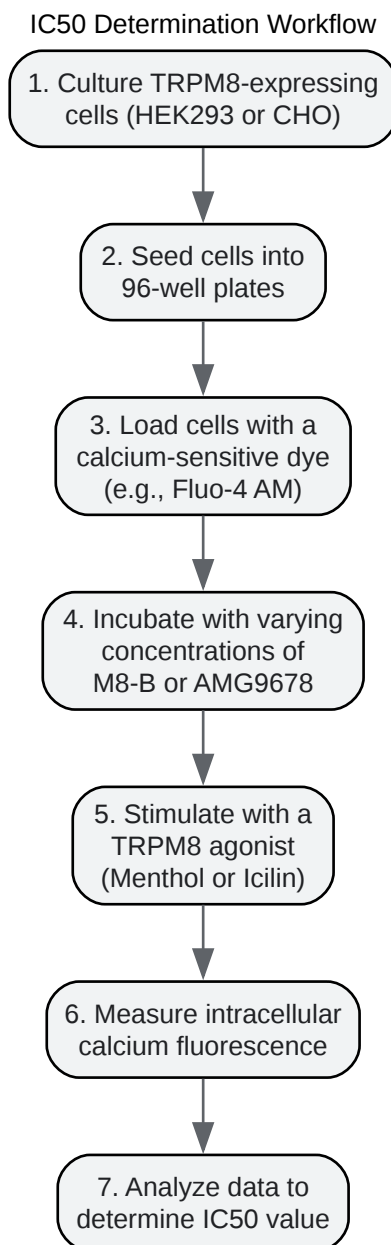 IC50 Determination Workflow
1. Culture TRPM8-expressing
cells (HEK293 or CHO)
2. Seed cells into
96-well plates
3. Load cells with a
calcium-sensitive dye
(e.g., Fluo-4 AM)
4. Incubate with varying
concentrations of
M8-B or AMG9678
5. Stimulate with a
TRPM8 agonist
(Menthol or Icilin)
6. Measure intracellular
calcium fluorescence
7. Analyze data to
determine IC50 value